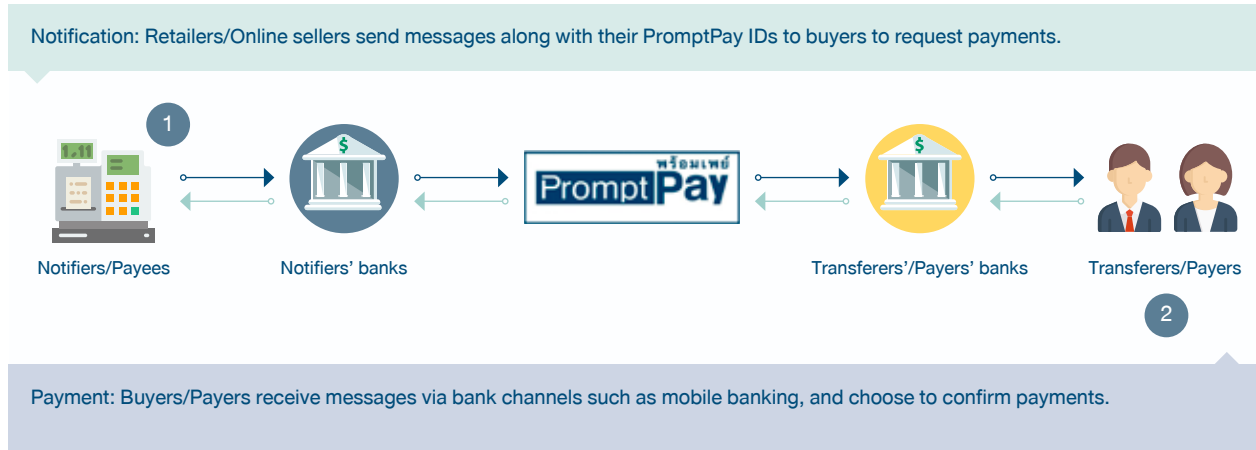 Notification: Retailers/Online sellers send messages along with their PromptPay IDs to buyers to request payments.
1
1,11
พร้อมเพย์
PromptPay
Notifiers/Payees
Notifiers’ banks
Transferers’/Payers’ banks
Transferers/Payers
2
Payment: Buyers/Payers receive messages via bank channels such as mobile banking, and choose to confirm payments.